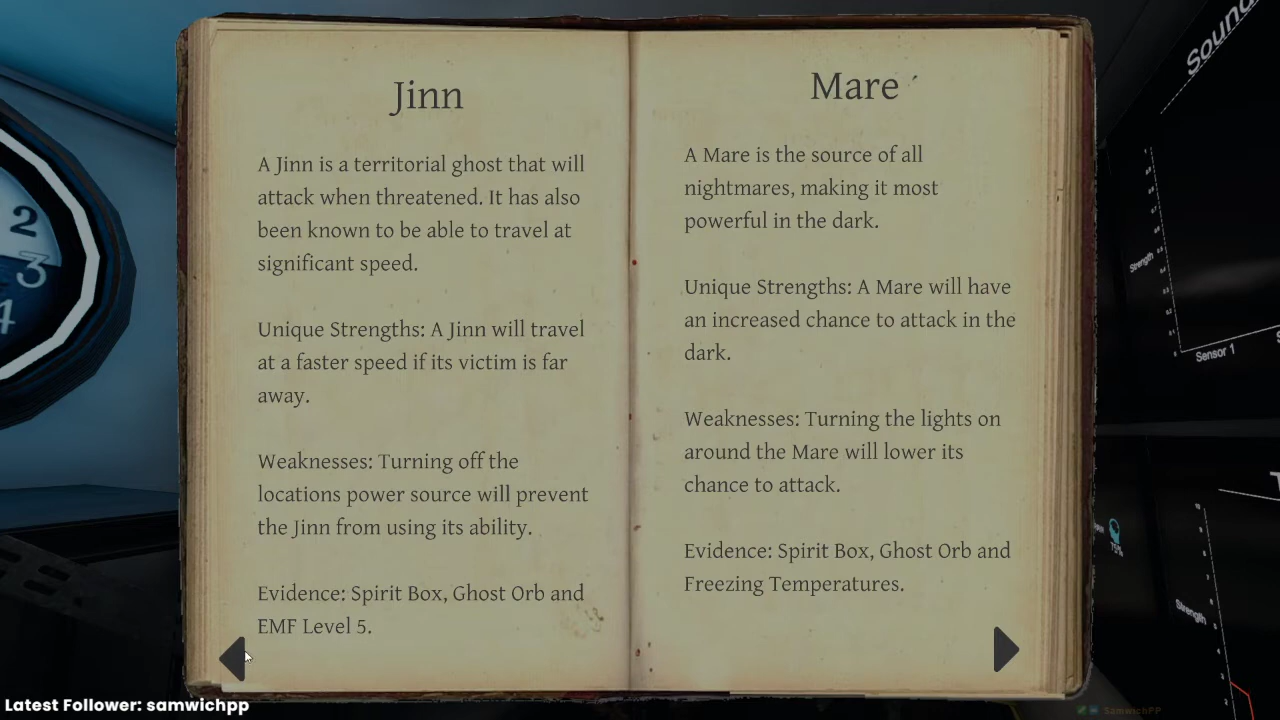 Jinn
A Jinn is a territorial ghost that will
attack when threatened. It has also
been known to be able to travel at
significant speed.
Unique Strengths: A Jinn will travel
at a faster speed if its victim is far
away.
Weaknesses: Turning off the
locations power source will prevent
the Jinn from using its ability.
Evidence: Spirit Box, Ghost Orb and
EMF Level 5.
Mare
A Mare is the source of all
nightmares, making it most
powerful in the dark.
Unique Strengths: A Mare will have
an increased chance to attack in the
dark.
Weaknesses: Turning the lights on
around the Mare will lower its
chance to attack.
Evidence: Spirit Box, Ghost Orb and
Freezing Temperatures.
2
3
4
Sound
Strength
Sensor 1
Strength
75%
SamwichPP
Latest Follower: samwichpp